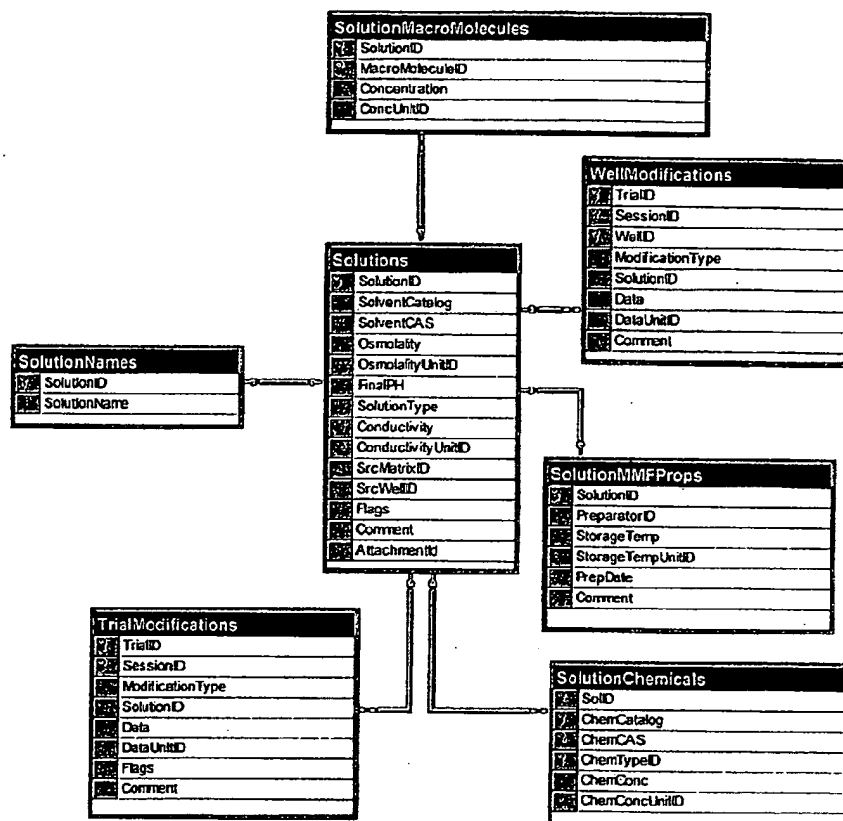 SolutionMacroMolecules
SolutionID
MacroMoleculeID
Concentration
ConcUnitID
WellModifications
TrialID
SessionID
WellID
ModificationType
SolutionID
Data
DataUnitID
Comment
Solutions
SolutionID
SolventCatalog
SolventCAS
Osmolality
OsmolalityUnitID
FinalPH
SolutionType
Conductivity
ConductivityUnitID
SrcMatrixID
SrcWellID
Flags
Comment
AttachmentId
SolutionNames
SolutionID
SolutionName
SolutionMMFProps
SolutionID
PreparatorID
StorageTemp
StorageTempUnitID
PrepDate
Comment
TrialModifications
TrialID
SessionID
ModificationType
SolutionID
Data
DataUnitID
Flags
Comment
SolutionChemicals
SolID
ChemCatalog
ChemCAS
ChemTypeID
ChemConc
ChemConcUnitID